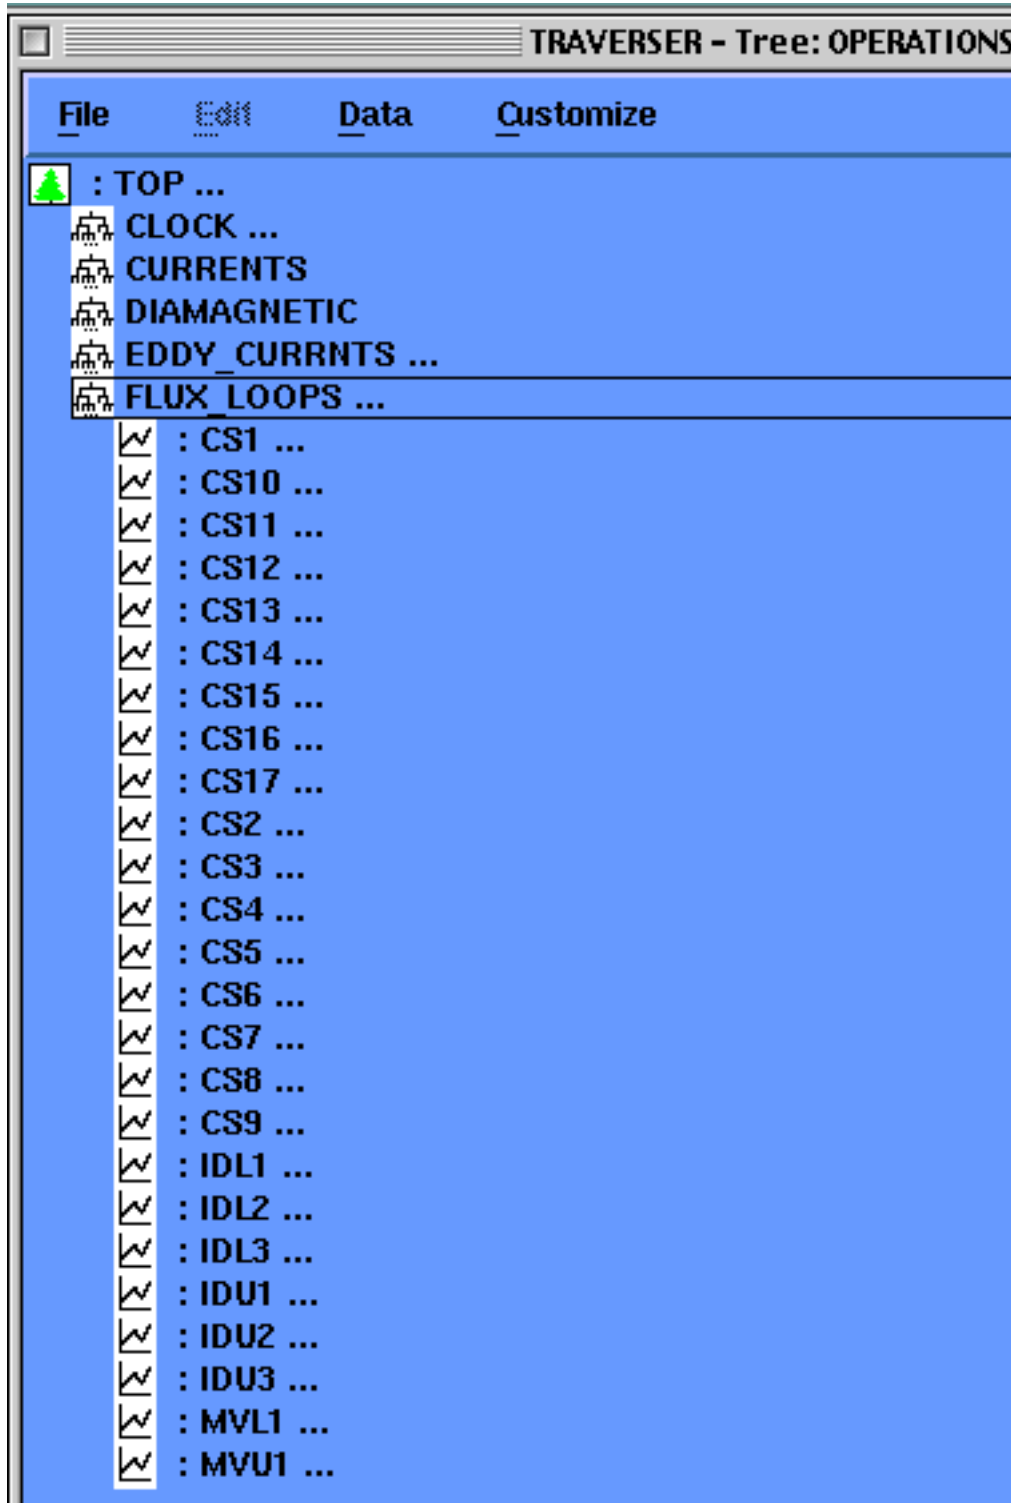 TRAVERSER - Tree: OPERATIONS
File Edit Data Customize
: TOP ...
CLOCK ...
CURRENTS
DIAMAGNETIC
EDDY_CURRNTS ...
FLUX_LOOPS ...
: CS1 ...
: CS10 ...
: CS11 ...
: CS12 ...
: CS13 ...
: CS14 ...
: CS15 ...
: CS16 ...
: CS17 ...
: CS2 ...
: CS3 ...
: CS4 ...
: CS5 ...
: CS6 ...
: CS7 ...
: CS8 ...
: CS9 ...
: IDL1 ...
: IDL2 ...
: IDL3 ...
: IDU1 ...
: IDU2 ...
: IDU3 ...
: MVL1 ...
: MVU1 ...